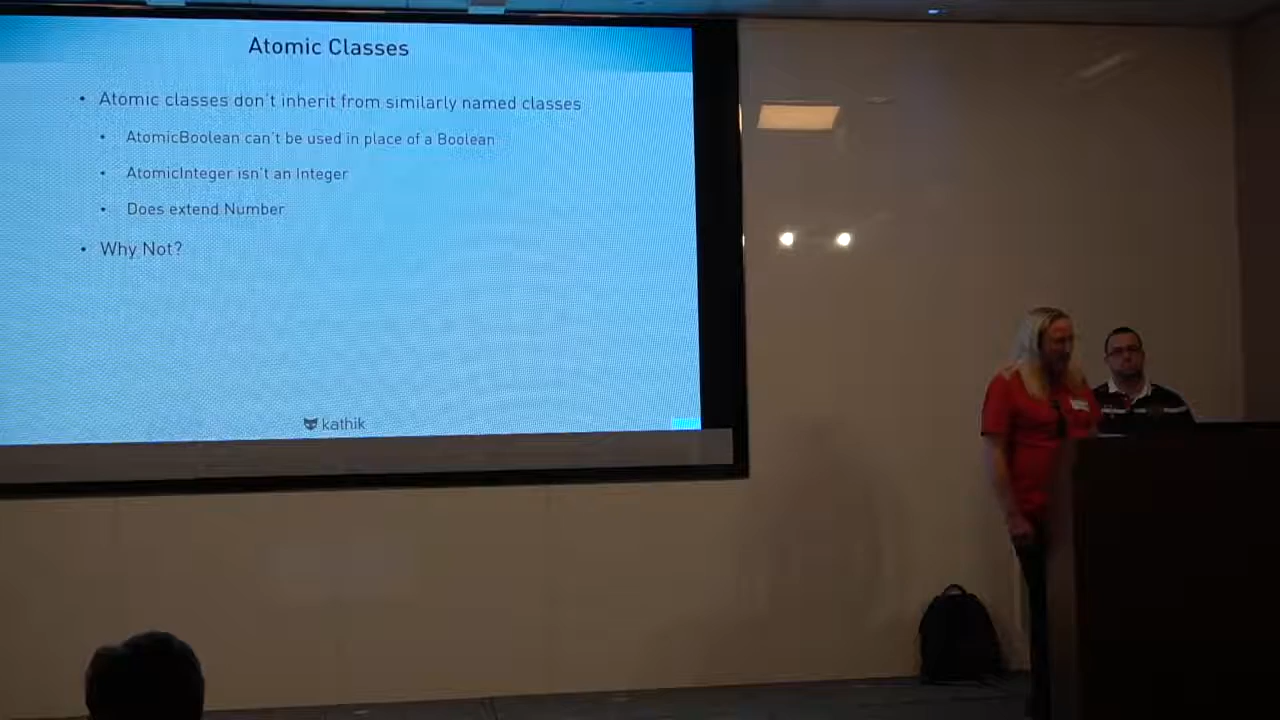 Atomic Classes
• Atomic classes don't inherit from similarly named classes
• AtomicBoolean can't be used in place of a Boolean
• AtomicInteger isn't an Integer
• Does extend Number
• Why Not?
kathik